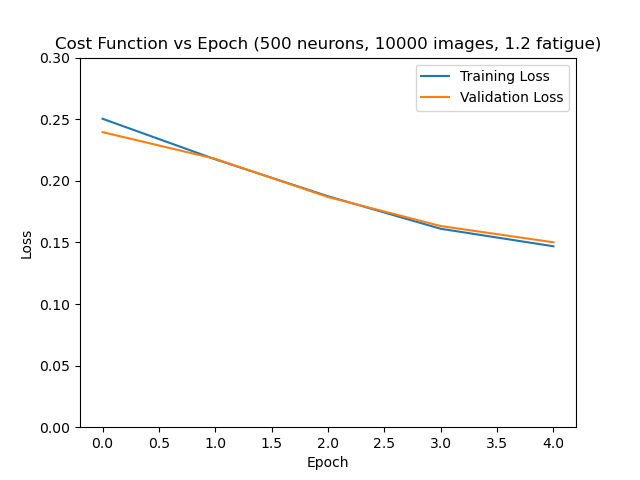 Cost Function vs Epoch (500 neurons, 10000 images, 1.2 fatigue)
Training Loss
Validation Loss
Loss
0.30
0.25
0.20
0.15
0.10
0.05
0.00
0.0 0.5 1.0 1.5 2.0 2.5 3.0 3.5 4.0
Epoch